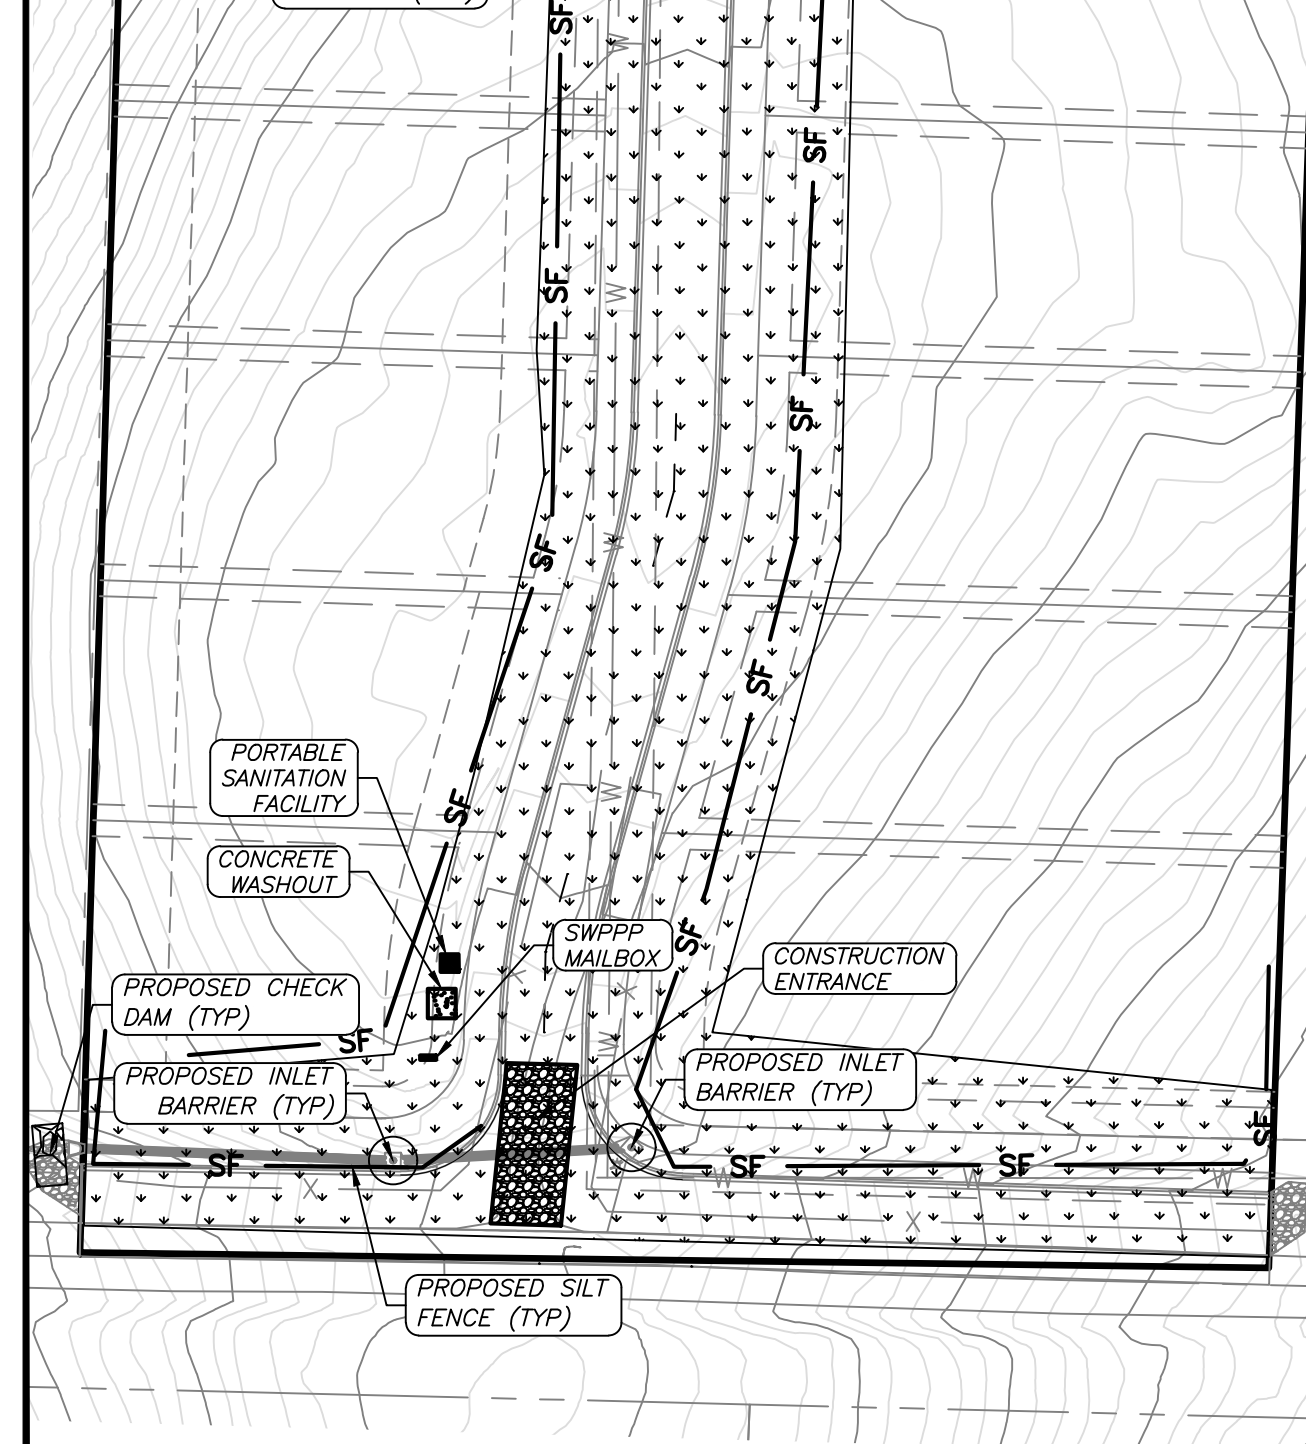 SF
SF
SF
SF
SF
SF
SF
PORTABLE
SANITATION
FACILITY
SF
CONCRETE
WASHOUT
SWPPP
MAILBOX
SF
CONSTRUCTION
ENTRANCE
PROPOSED CHECK
DAM (TYP)
SF
PROPOSED INLET
BARRIER (TYP)
PROPOSED INLET
BARRIER (TYP)
SF
SF
SF
SF
PROPOSED SILT
FENCE (TYP)